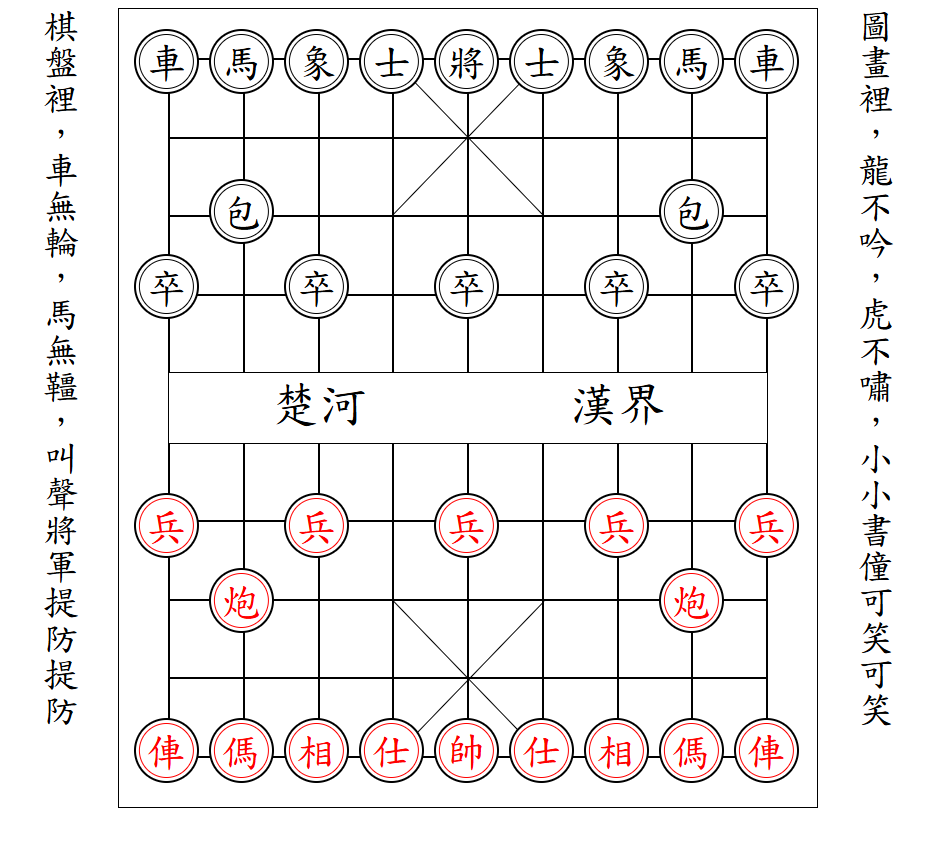 圖畫裡，龍不吟，虎不嘯，小小書僮可笑可笑
棋盤裡，車無輪，馬無韁，叫聲將軍提防提防
車馬象士將士象馬車
包包
卒卒卒卒卒
楚河 漢界
兵兵兵兵兵
炮炮
俥傌相仕帥仕相傌俥